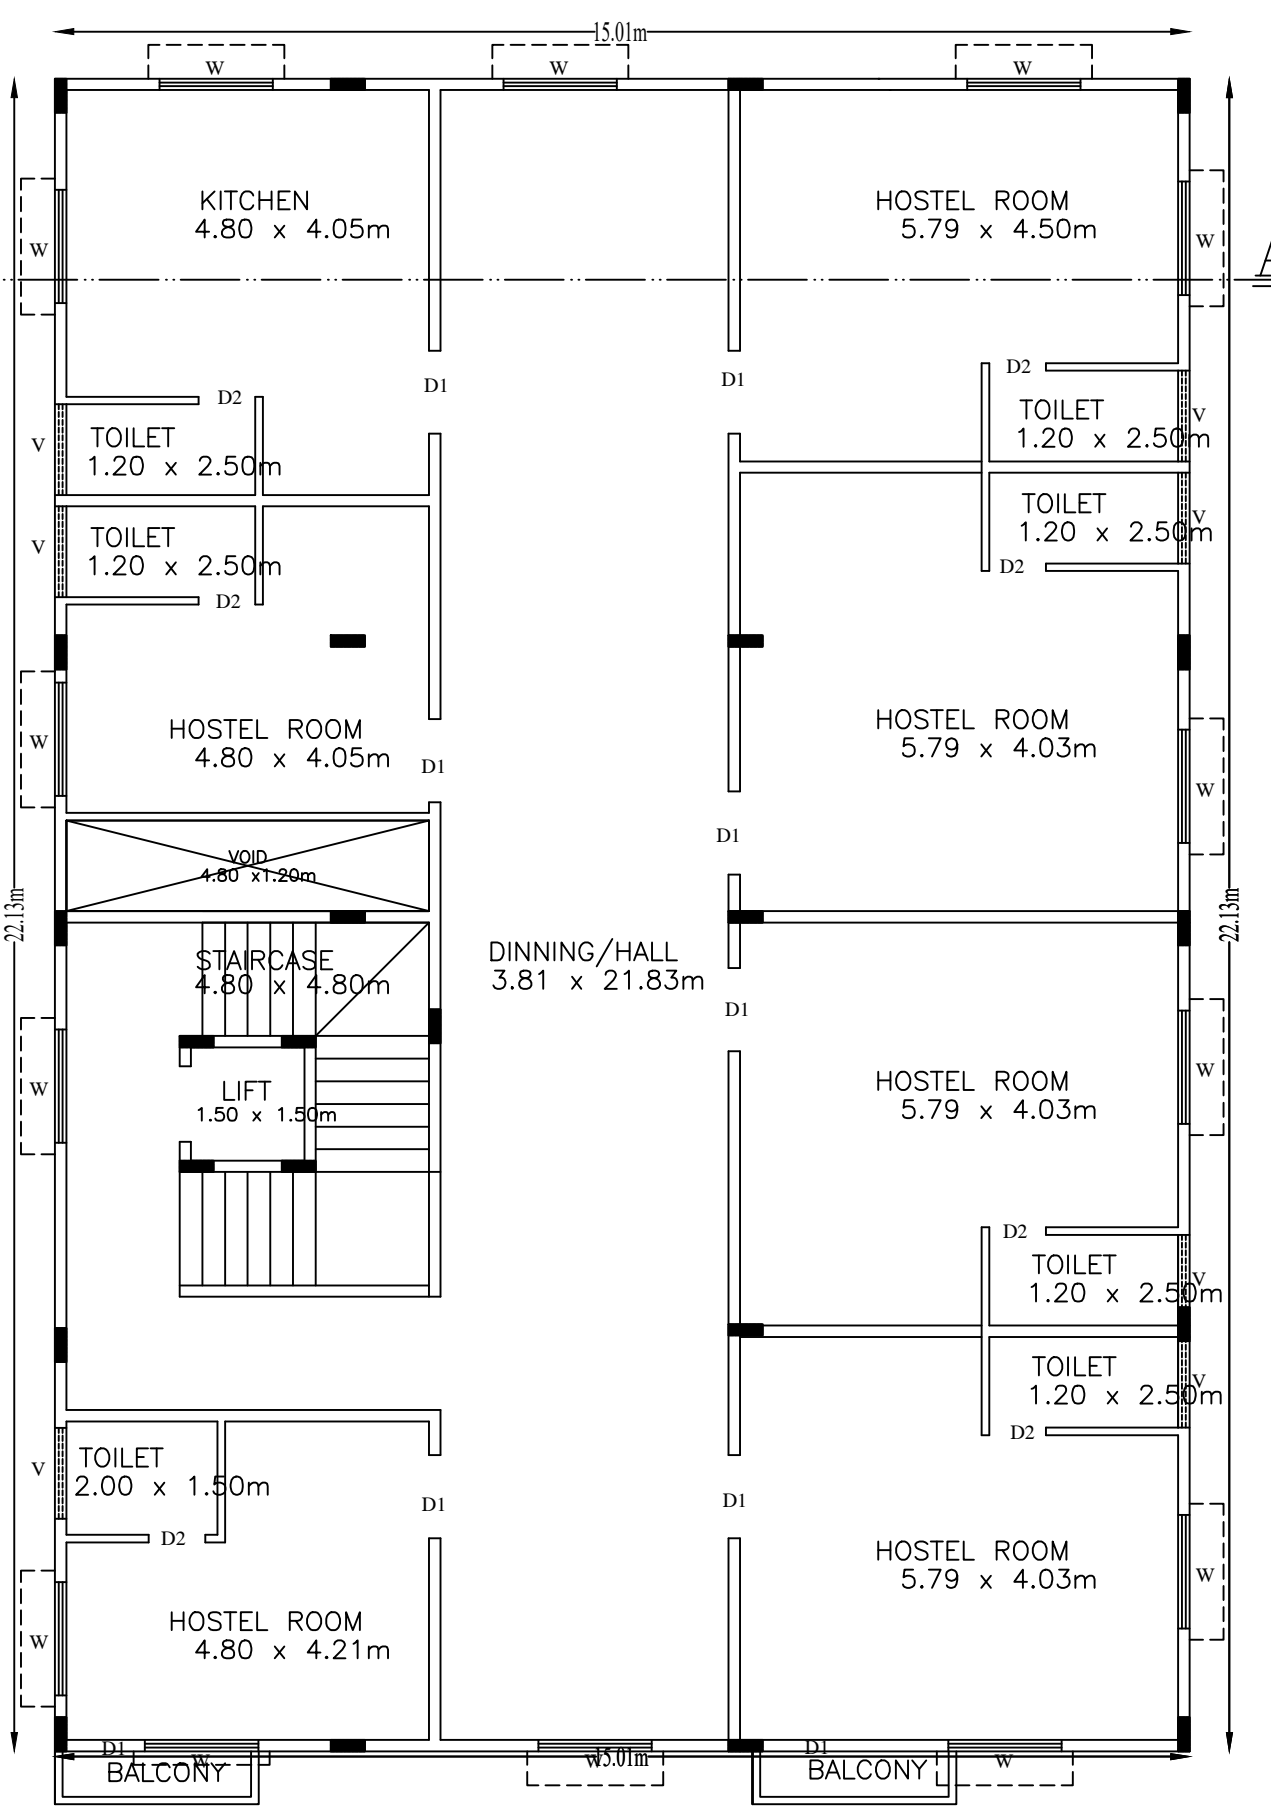 15.01m
W
W
W
KITCHEN
4.80 x 4.05m
HOSTEL ROOM
5.79 x 4.50m
W
W
D1
D1
D2
D2
TOILET
1.20 x 2.50m
V
TOILET
1.20 x 2.50m
V
TOILET
1.20 x 2.50m
V
TOILET
1.20 x 2.50m
V
D2
D2
HOSTEL ROOM
4.80 x 4.05m
W
D1
HOSTEL ROOM
5.79 x 4.03m
W
D1
VOID
4.80 x1.20m
22.13m
22.13m
STAIRCASE
4.80 x 4.80m
DINNING/HALL
3.81 x 21.83m
D1
W
LIFT
1.50 x 1.50m
HOSTEL ROOM
5.79 x 4.03m
W
D2
TOILET
1.20 x 2.50m
V
TOILET
1.20 x 2.50m
V
D2
TOILET
2.00 x 1.50m
V
D2
D1
D1
HOSTEL ROOM
5.79 x 4.03m
W
HOSTEL ROOM
4.80 x 4.21m
W
D1
W
W
15.01m
D1
W
BALCONY
BALCONY